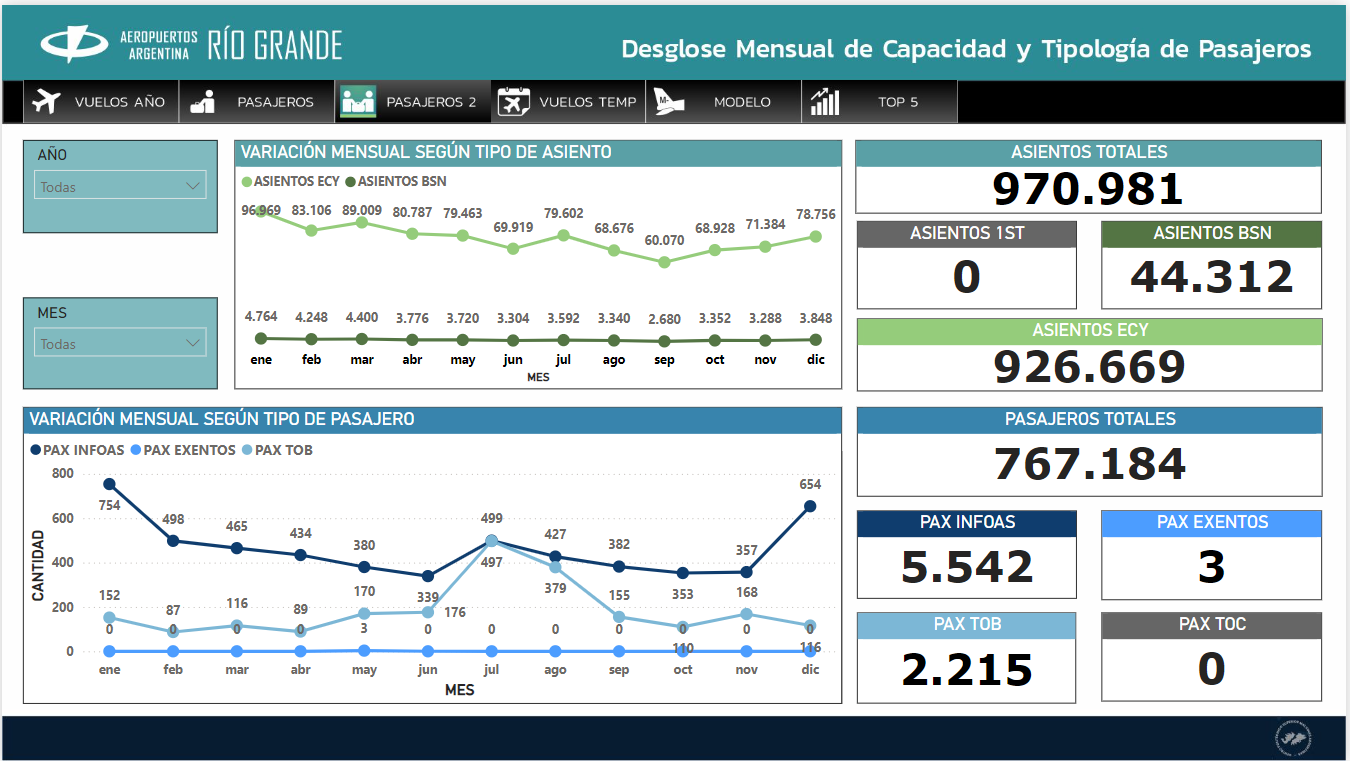 AEROPUERTOS ARGENTINA RÍO GRANDE
Desglose Mensual de Capacidad y Tipología de Pasajeros
VUELOS AÑO
PASAJEROS
PASAJEROS 2
VUELOS TEMP
M-
MODELO
TOP 5
AÑO
Todas
MES
Todas
VARIACIÓN MENSUAL SEGÚN TIPO DE ASIENTO
ASIENTOS ECY ASIENTOS BSN
96.969 83.106 89.009 80.787 79.463 69.919 79.602 68.676 60.070 68.928 71.384 78.756
4.764 4.248 4.400 3.776 3.720 3.304 3.592 3.340 2.680 3.352 3.288 3.848
ene feb mar abr may jun jul ago sep oct nov dic
MES
ASIENTOS TOTALES
970.981
ASIENTOS 1ST
0
ASIENTOS BSN
44.312
ASIENTOS ECY
926.669
VARIACIÓN MENSUAL SEGÚN TIPO DE PASAJERO
PAX INFOAS PAX EXENTOS PAX TOB
CANTIDAD
800
600
400
200
0
754 498 465 434 380 339 499 427 382 353 357 654
152 87 116 89 170 176 497 379 155 110 168 116
0 0 0 0 3 0 0 0 0 0 0 0
ene feb mar abr may jun jul ago sep oct nov dic
MES
PASAJEROS TOTALES
767.184
PAX INFOAS
5.542
PAX EXENTOS
3
PAX TOB
2.215
PAX TOC
0